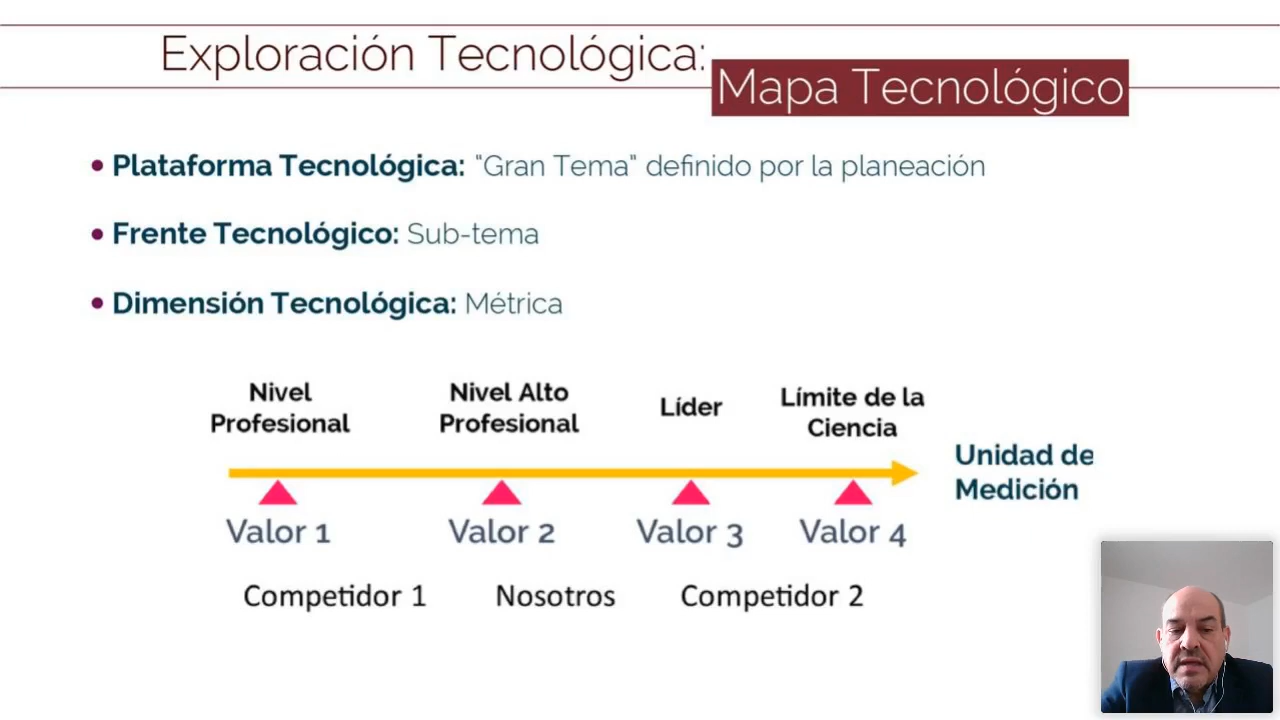 Exploración Tecnológica:
Mapa Tecnológico
• Plataforma Tecnológica: "Gran Tema" definido por la planeación
• Frente Tecnológico: Sub-tema
• Dimensión Tecnológica: Métrica
Nivel
Profesional
Nivel Alto
Profesional
Líder
Límite de la
Ciencia
Unidad de
Medición
Valor 1
Valor 2
Valor 3
Valor 4
Competidor 1
Nosotros
Competidor 2